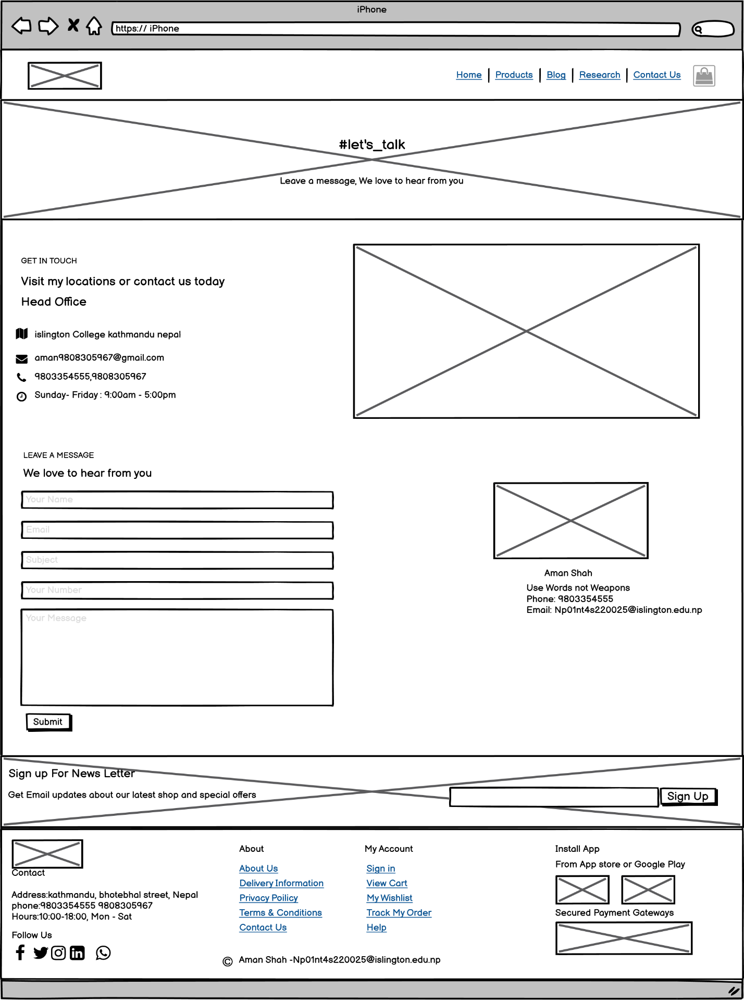 iPhone
https:// iPhone
Home Products Blog Research Contact Us
#let's_talk
Leave a message, We love to hear from you
GET IN TOUCH
Visit my locations or contact us today
Head Office
islington College kathmandu nepal
aman9808305967@gmail.com
9803354555,9808305967
Sunday- Friday : 9:00am - 5:00pm
LEAVE A MESSAGE
We love to hear from you
Your Name
Email
Subject
Your Number
Your Message
Submit
Aman Shah
Use Words not Weapons
Phone: 9803354555
Email: Np01nt4s220025@islington.edu.np
Sign up For News Letter
Get Email updates about our latest shop and special offers
Sign Up
Contact
Address:kathmandu, bhotebhal street, Nepal
phone:9803354555 9808305967
Hours:10:00-18:00, Mon - Sat
Follow Us
About
About Us
Delivery Information
Privacy Poilicy
Terms & Conditions
Contact Us
My Account
Sign in
View Cart
My Wishlist
Track My Order
Help
Install App
From App store or Google Play
Secured Payment Gateways
© Aman Shah -Np01nt4s220025@islington.edu.np